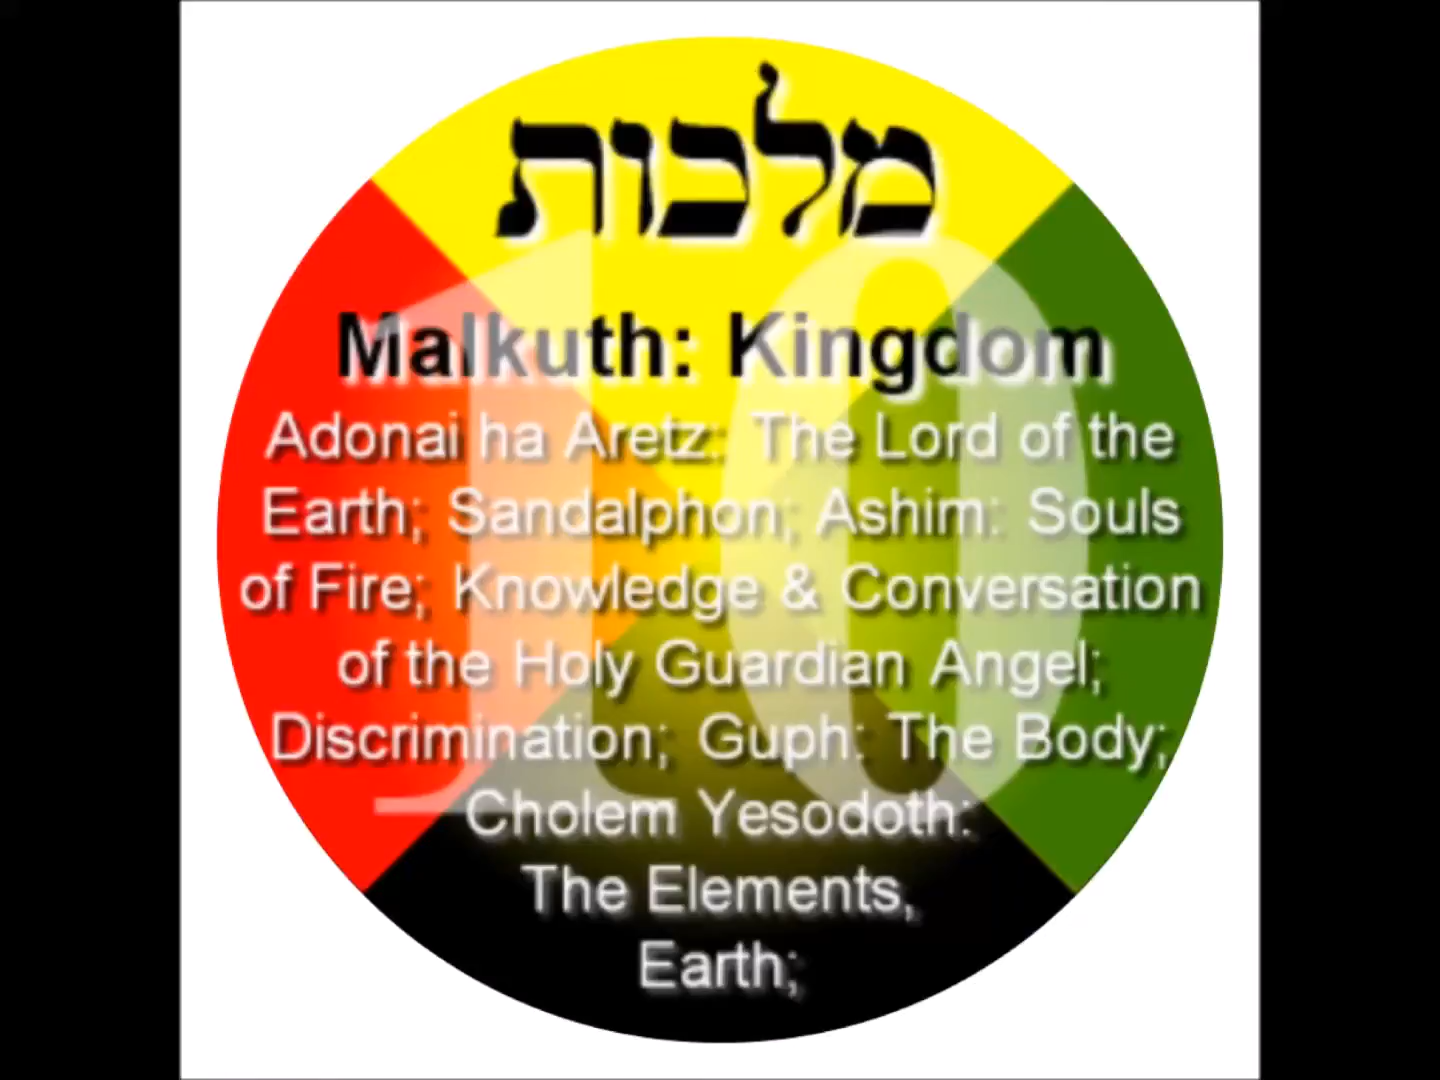 מלכות
10
Malkuth: Kingdom
Adonai ha Aretz: The Lord of the
Earth; Sandalphon; Ashim: Souls
of Fire; Knowledge & Conversation
of the Holy Guardian Angel;
Discrimination; Guph: The Body;
Cholem Yesodoth:
The Elements,
Earth;